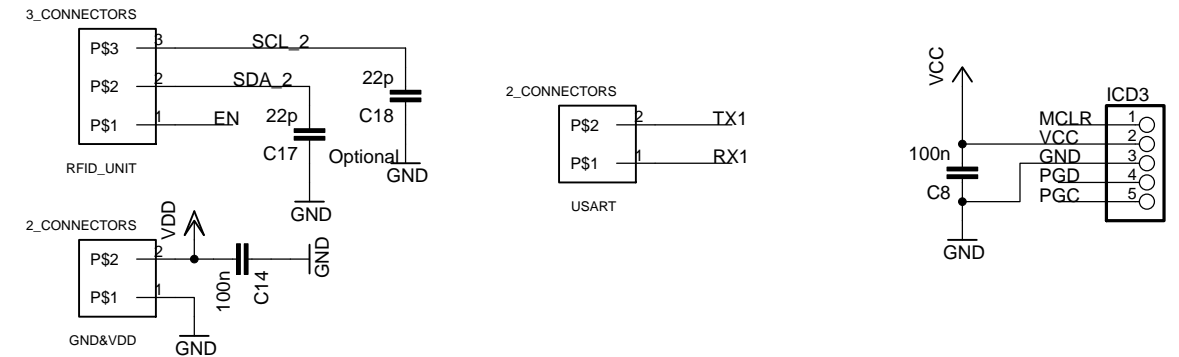 3_CONNECTORS
P$3 3 SCL_2
P$2 2 SDA_2
P$1 1 EN
22p
C17
22p
C18
Optional
GND
GND
RFID_UNIT
2_CONNECTORS
P$2 2
P$1 1
VDD
100n
C14
GND
GND
GND&VDD
2_CONNECTORS
P$2 2 TX1
P$1 1 RX1
USART
VCC
100n
C8
GND
ICD3
MCLR 1
VCC 2
GND 3
PGD 4
PGC 5